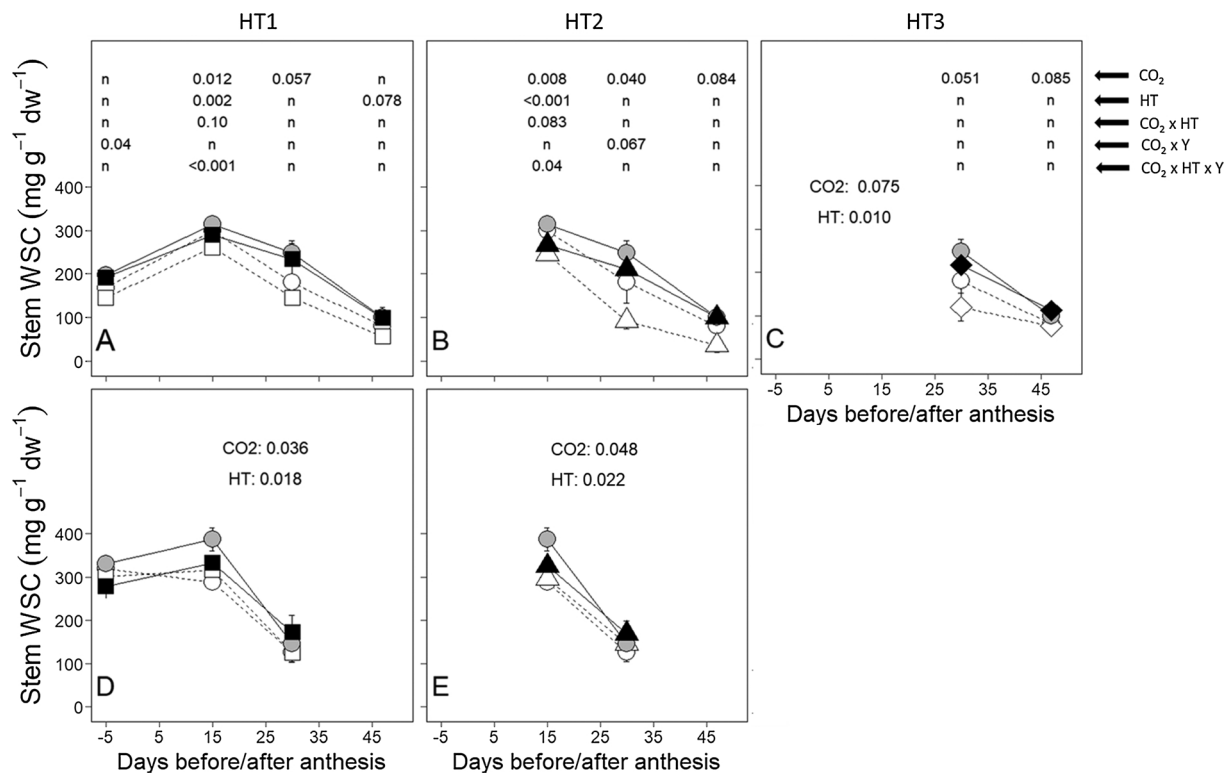 HT1 HT2 HT3
n 0.012 0.057 n 0.008 0.040 0.084 0.051 0.085 CO₂
n 0.002 n 0.078 <0.001 n n n n HT
n 0.10 n n 0.083 n n n n CO₂ x HT
0.04 n n n n 0.067 n n n CO₂ x Y
n <0.001 n n 0.04 n n n n CO₂ x HT x Y
CO2: 0.075
HT: 0.010
Stem WSC (mg g⁻¹ dw⁻¹)
400
300
200
100
0
A B C
-5 5 15 25 35 45
Days before/after anthesis
CO2: 0.036 CO2: 0.048
HT: 0.018 HT: 0.022
Stem WSC (mg g⁻¹ dw⁻¹)
400
300
200
100
0
D E
-5 5 15 25 35 45 -5 5 15 25 35 45
Days before/after anthesis Days before/after anthesis